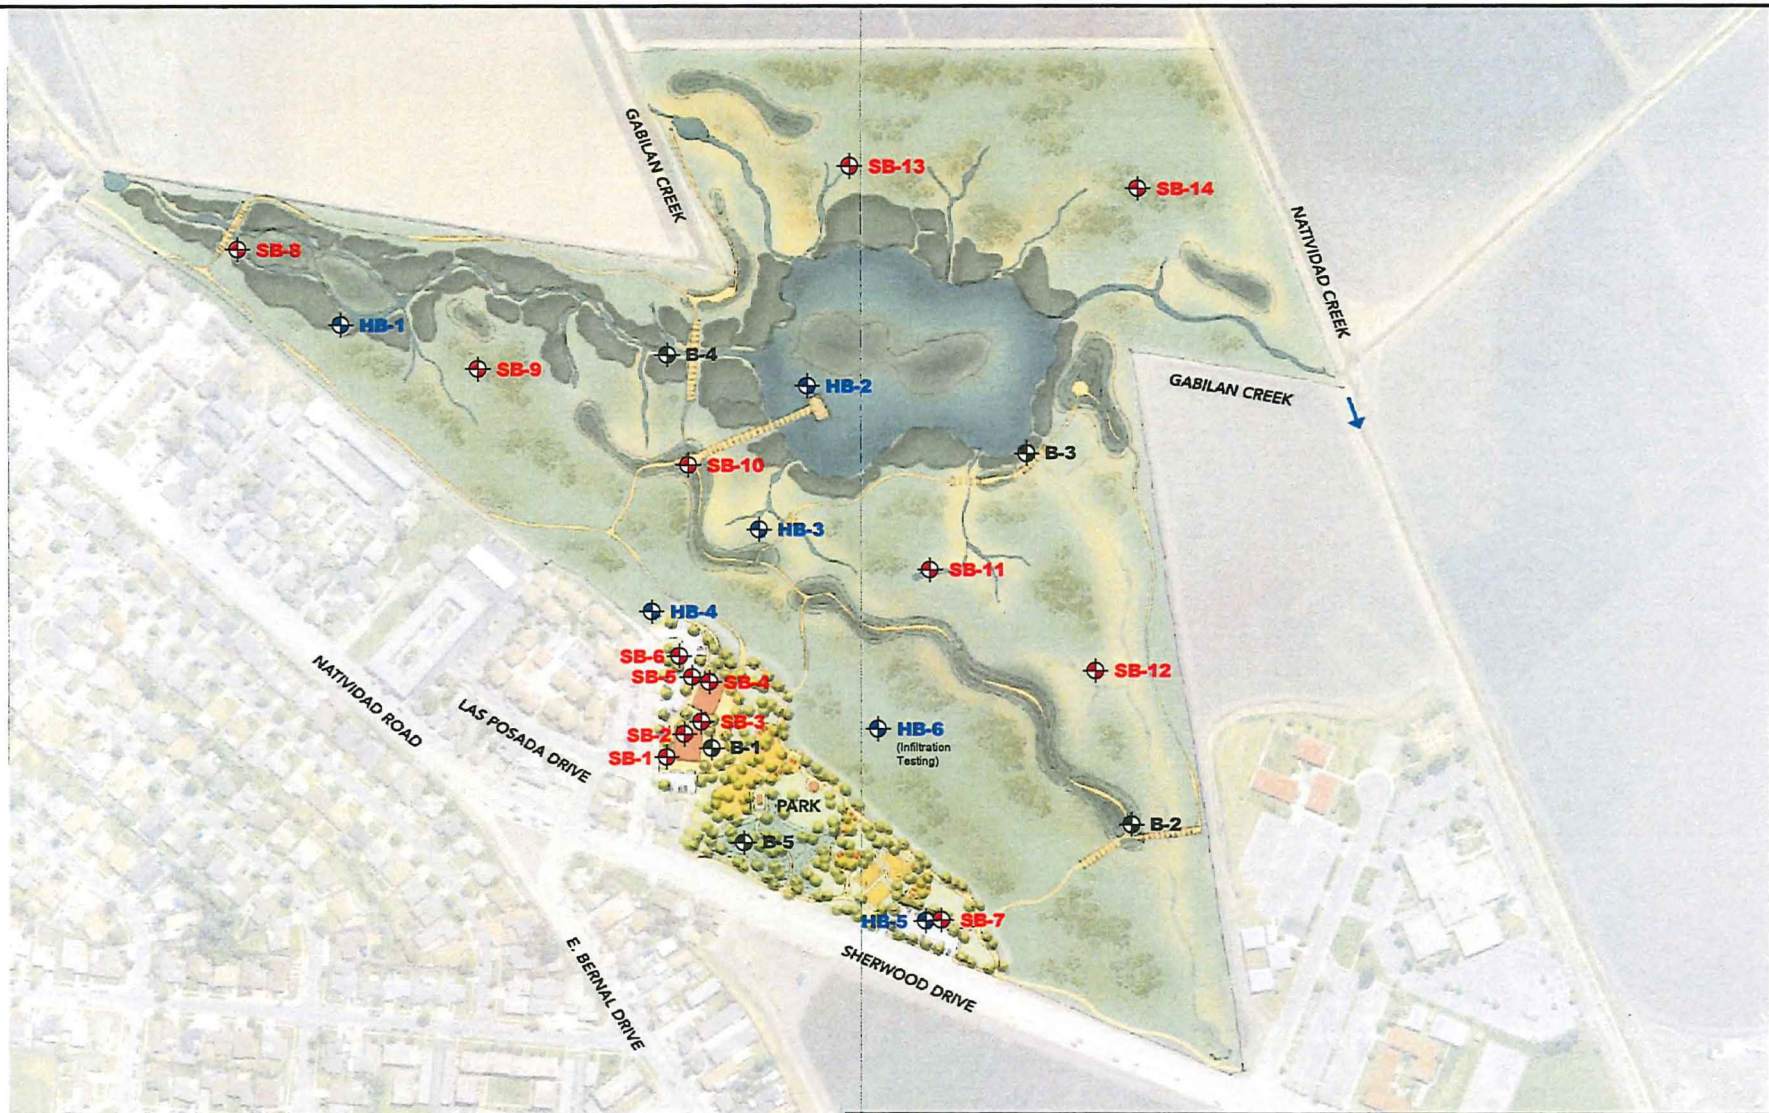 GABILAN CREEK
SB-13
SB-14
NATIVIDAD CREEK
SB-8
HB-1
B-4
SB-9
HB-2
GABILAN CREEK
B-3
SB-10
HB-3
SB-11
HB-4
SB-6
SB-5
SB-4
SB-12
NATIVIDAD ROAD
LAS POSADA DRIVE
SB-3
SB-2
B-1
SB-1
HB-6
(Infiltration
Testing)
PARK
B-5
B-2
HB-5
SB-7
E. BERNAL DRIVE
SHERWOOD DRIVE